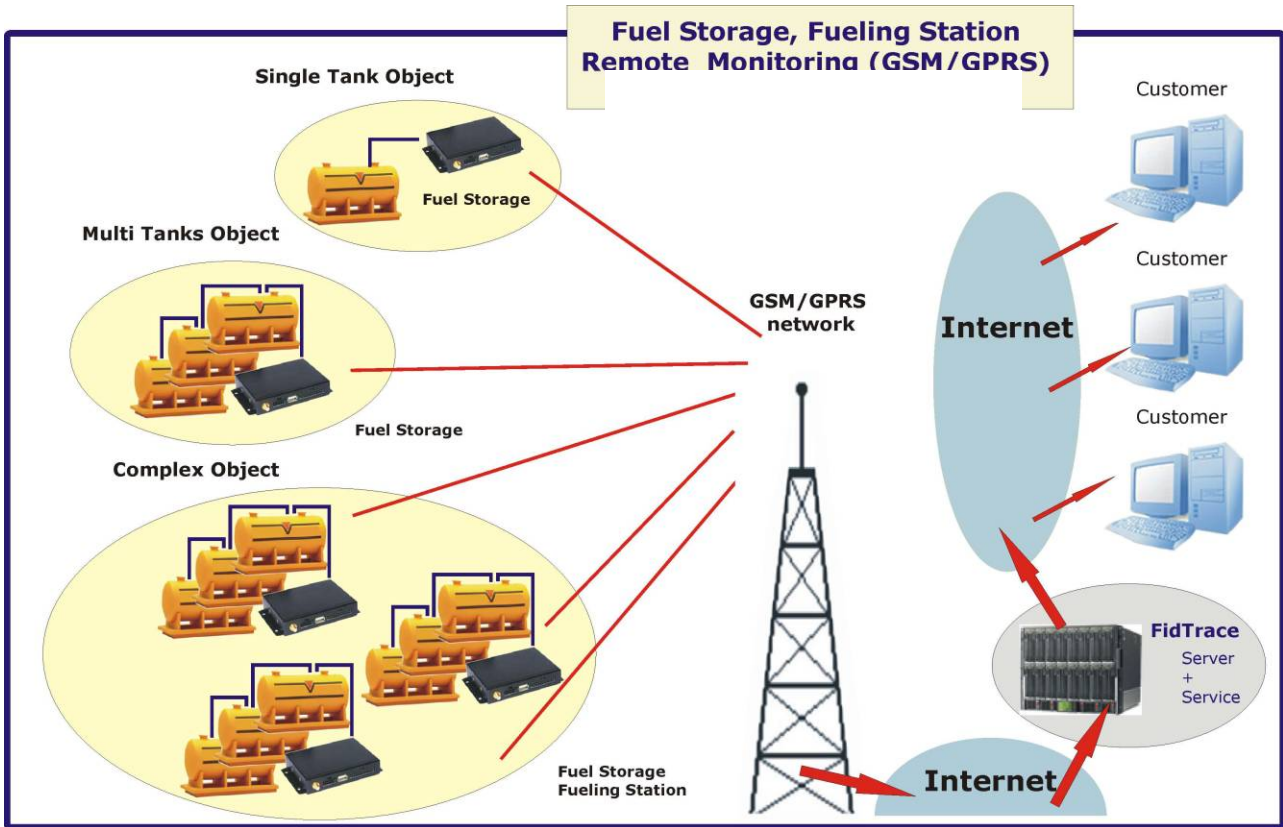 Fuel Storage, Fueling Station
Remote Monitoring (GSM/GPRS)
Single Tank Object
Fuel Storage
Multi Tanks Object
Fuel Storage
Complex Object
Fuel Storage
Fueling Station
GSM/GPRS
network
Internet
Internet
FidTrace
Server
+
Service
Customer
Customer
Customer